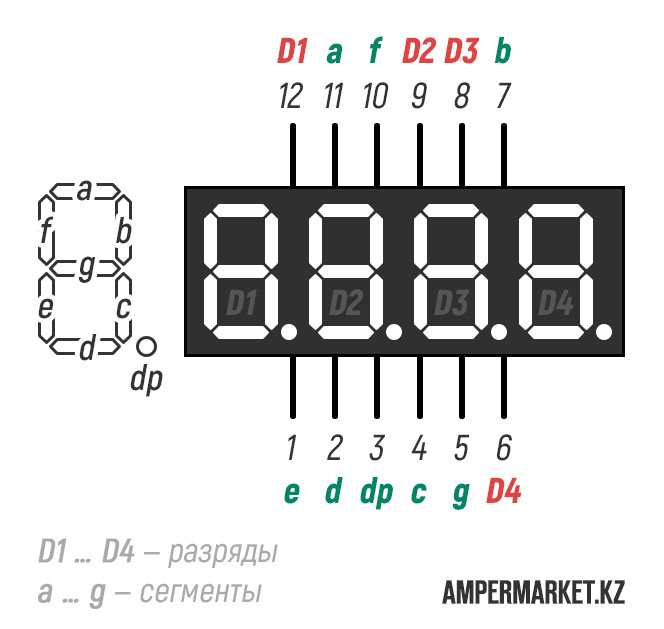 D1 a f D2 D3 b
12 11 10 9 8 7
a
f b
g
e c
d
dp
D1 D2 D3 D4
1 2 3 4 5 6
e d dp c g D4
D1 ... D4 – разряды
a ... g – сегменты
AMPERMARKET.KZ